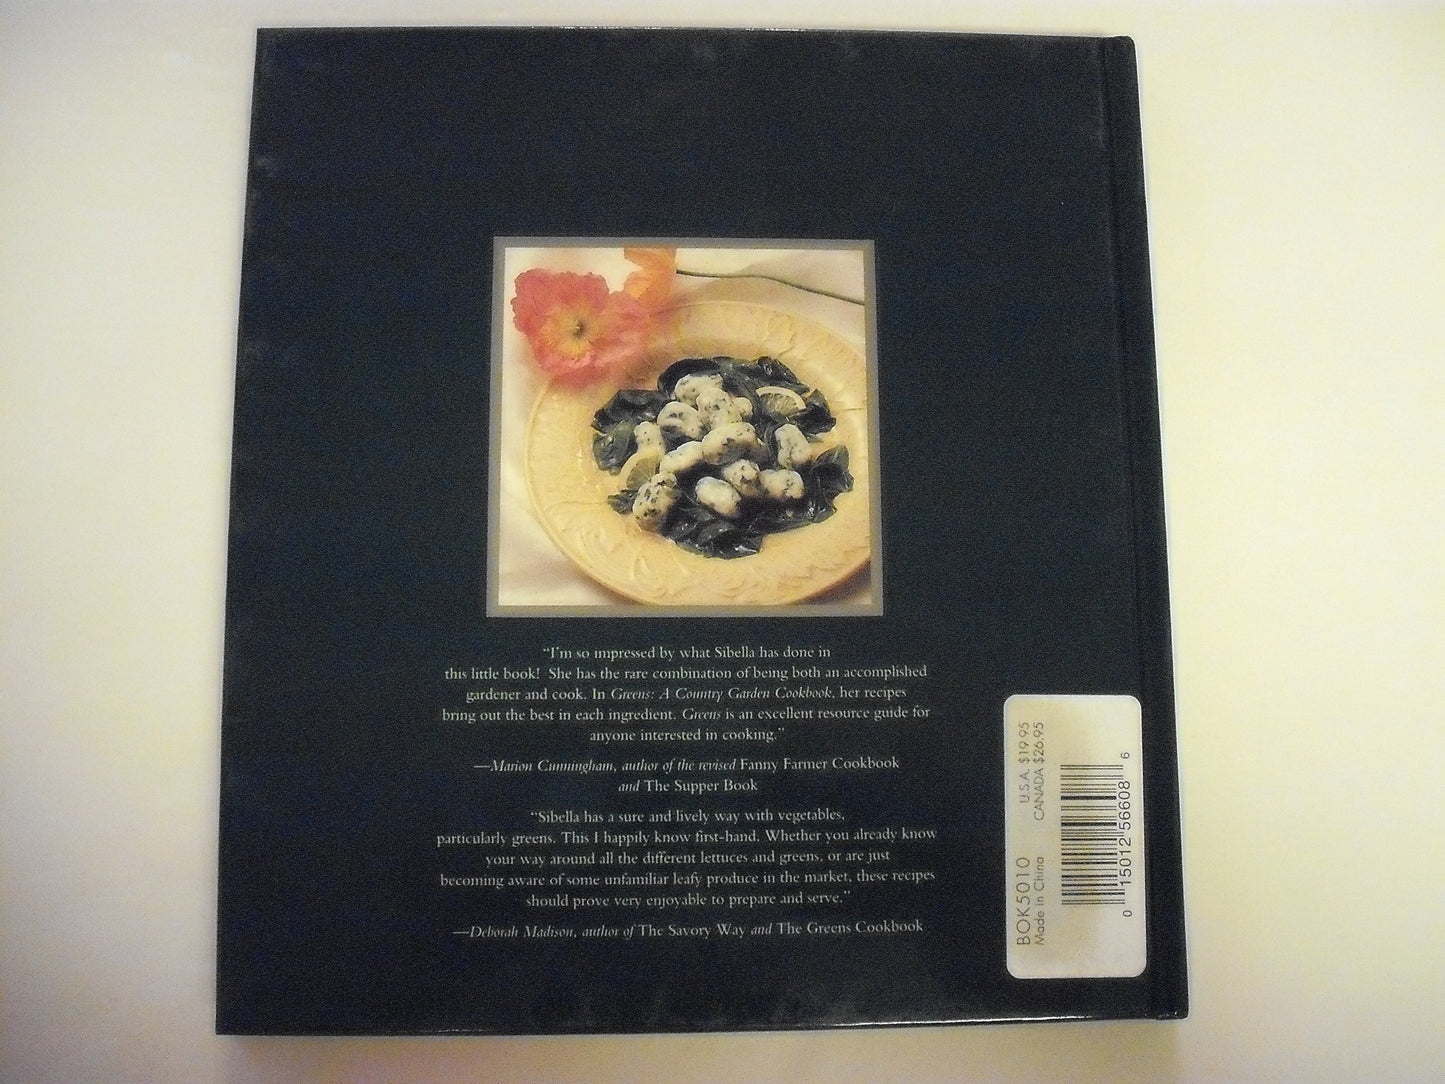 “I'm so impressed by what Sibella has done in
this little book! She has the rare combination of being both an accomplished
gardener and cook. In Greens: A Country Garden Cookbook, her recipes
bring out the best in each ingredient. Greens is an excellent resource guide for
anyone interested in cooking.”
—Marion Cunningham, author of the revised Fanny Farmer Cookbook
and The Supper Book
“Sibella has a sure and lively way with vegetables,
particularly greens. This I happily know first-hand. Whether you already know
your way around all the different lettuces and greens, or are just
becoming aware of some unfamiliar leafy produce in the market, these recipes
should prove very enjoyable to prepare and serve.”
—Deborah Madison, author of The Savory Way and The Greens Cookbook
BOK5010 U.S.A. $19.95
Made in China CANADA $26.95
0 15012 56608 6